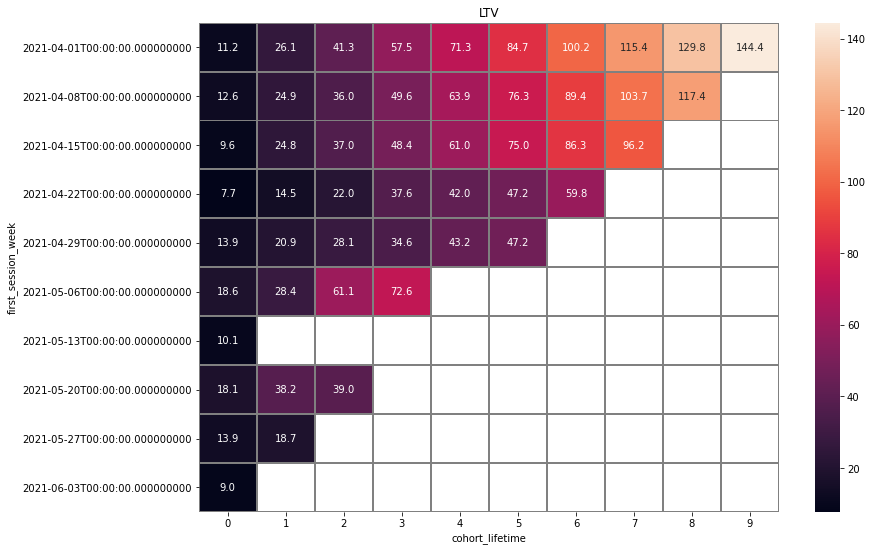 LTV
first_session_week
2021-04-01T00:00:00.000000000 11.2 26.1 41.3 57.5 71.3 84.7 100.2 115.4 129.8 144.4
2021-04-08T00:00:00.000000000 12.6 24.9 36.0 49.6 63.9 76.3 89.4 103.7 117.4
2021-04-15T00:00:00.000000000 9.6 24.8 37.0 48.4 61.0 75.0 86.3 96.2
2021-04-22T00:00:00.000000000 7.7 14.5 22.0 37.6 42.0 47.2 59.8
2021-04-29T00:00:00.000000000 13.9 20.9 28.1 34.6 43.2 47.2
2021-05-06T00:00:00.000000000 18.6 28.4 61.1 72.6
2021-05-13T00:00:00.000000000 10.1
2021-05-20T00:00:00.000000000 18.1 38.2 39.0
2021-05-27T00:00:00.000000000 13.9 18.7
2021-06-03T00:00:00.000000000 9.0
0 1 2 3 4 5 6 7 8 9
cohort_lifetime
140
120
100
80
60
40
20